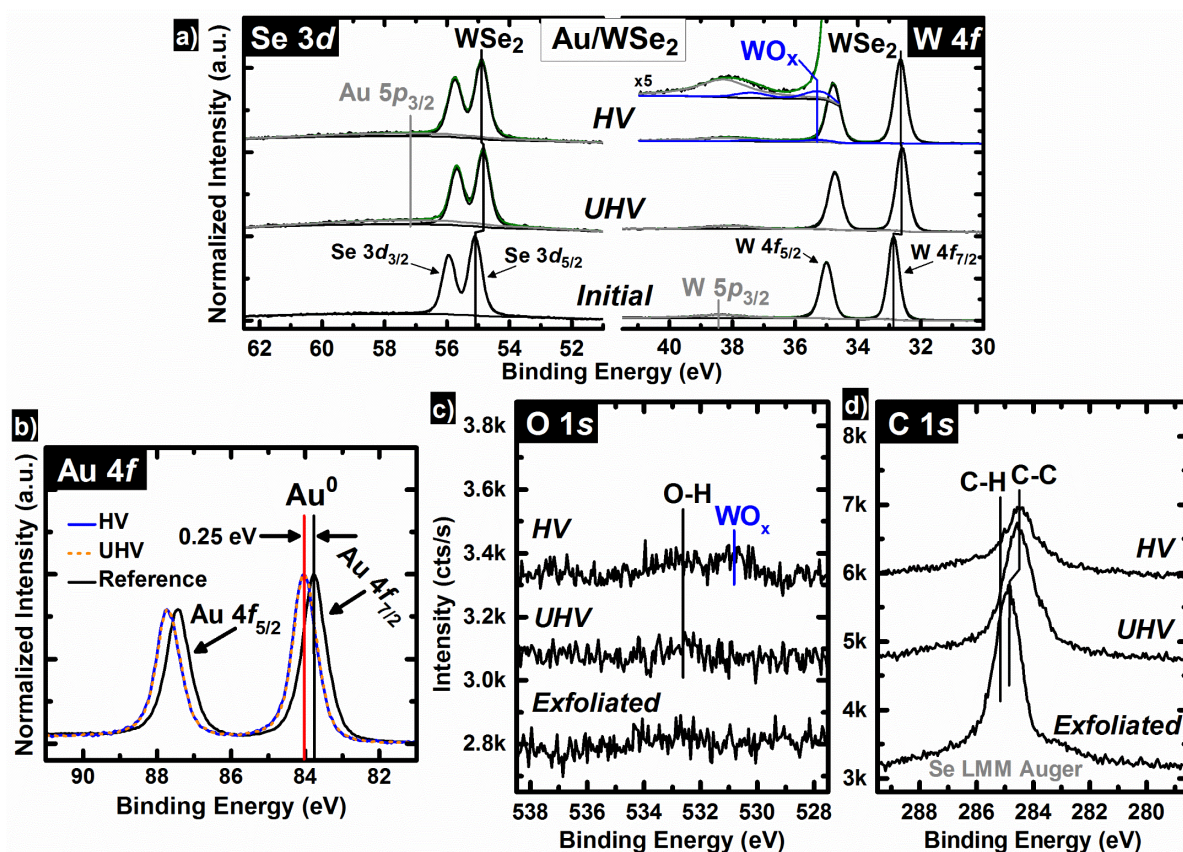 a) Se 3d
WSe2
Au/WSe2
WSe2
W 4f
WOx
x5
Au 5p3/2
HV
UHV
Se 3d3/2
Se 3d5/2
Initial
W 4f5/2
W 4f7/2
W 5p3/2
Normalized Intensity (a.u.)
62 60 58 56 54 52 40 38 36 34 32 30
Binding Energy (eV)
b)
Au 4f
Au0
HV
UHV
Reference
0.25 eV
Au 4f7/2
Au 4f5/2
Normalized Intensity (a.u.)
90 88 86 84 82
Binding Energy (eV)
c)
O 1s
3.8k
3.6k
3.4k
3.2k
3.0k
2.8k
Intensity (cts/s)
O-H
WOx
HV
UHV
Exfoliated
538 536 534 532 530 528
Binding Energy (eV)
d)
C 1s
8k
7k
6k
5k
4k
3k
C-H
C-C
HV
UHV
Exfoliated
Se LMM Auger
288 286 284 282 280
Binding Energy (eV)